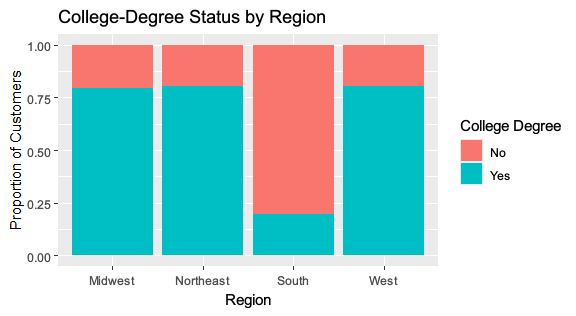 College-Degree Status by Region
Proportion of Customers
1.00
0.75
0.50
0.25
0.00
Midwest Northeast South West
Region
College Degree
No
Yes